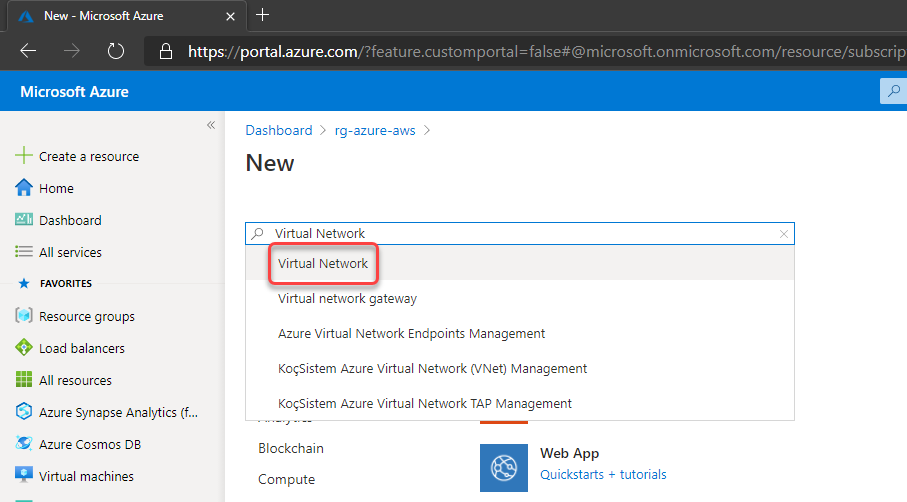 New - Microsoft Azure
https://portal.azure.com/?feature.customportal=false#@microsoft.onmicrosoft.com/resource/subscrip
Microsoft Azure
Create a resource
Home
Dashboard
All services
FAVORITES
Resource groups
Load balancers
All resources
Azure Synapse Analytics (f...
Azure Cosmos DB
Virtual machines
Dashboard > rg-azure-aws >
New
Virtual Network
Virtual Network
Virtual network gateway
Azure Virtual Network Endpoints Management
KoçSistem Azure Virtual Network (VNet) Management
KoçSistem Azure Virtual Network TAP Management
Analytics
Blockchain
Compute
Web App
Quickstarts + tutorials